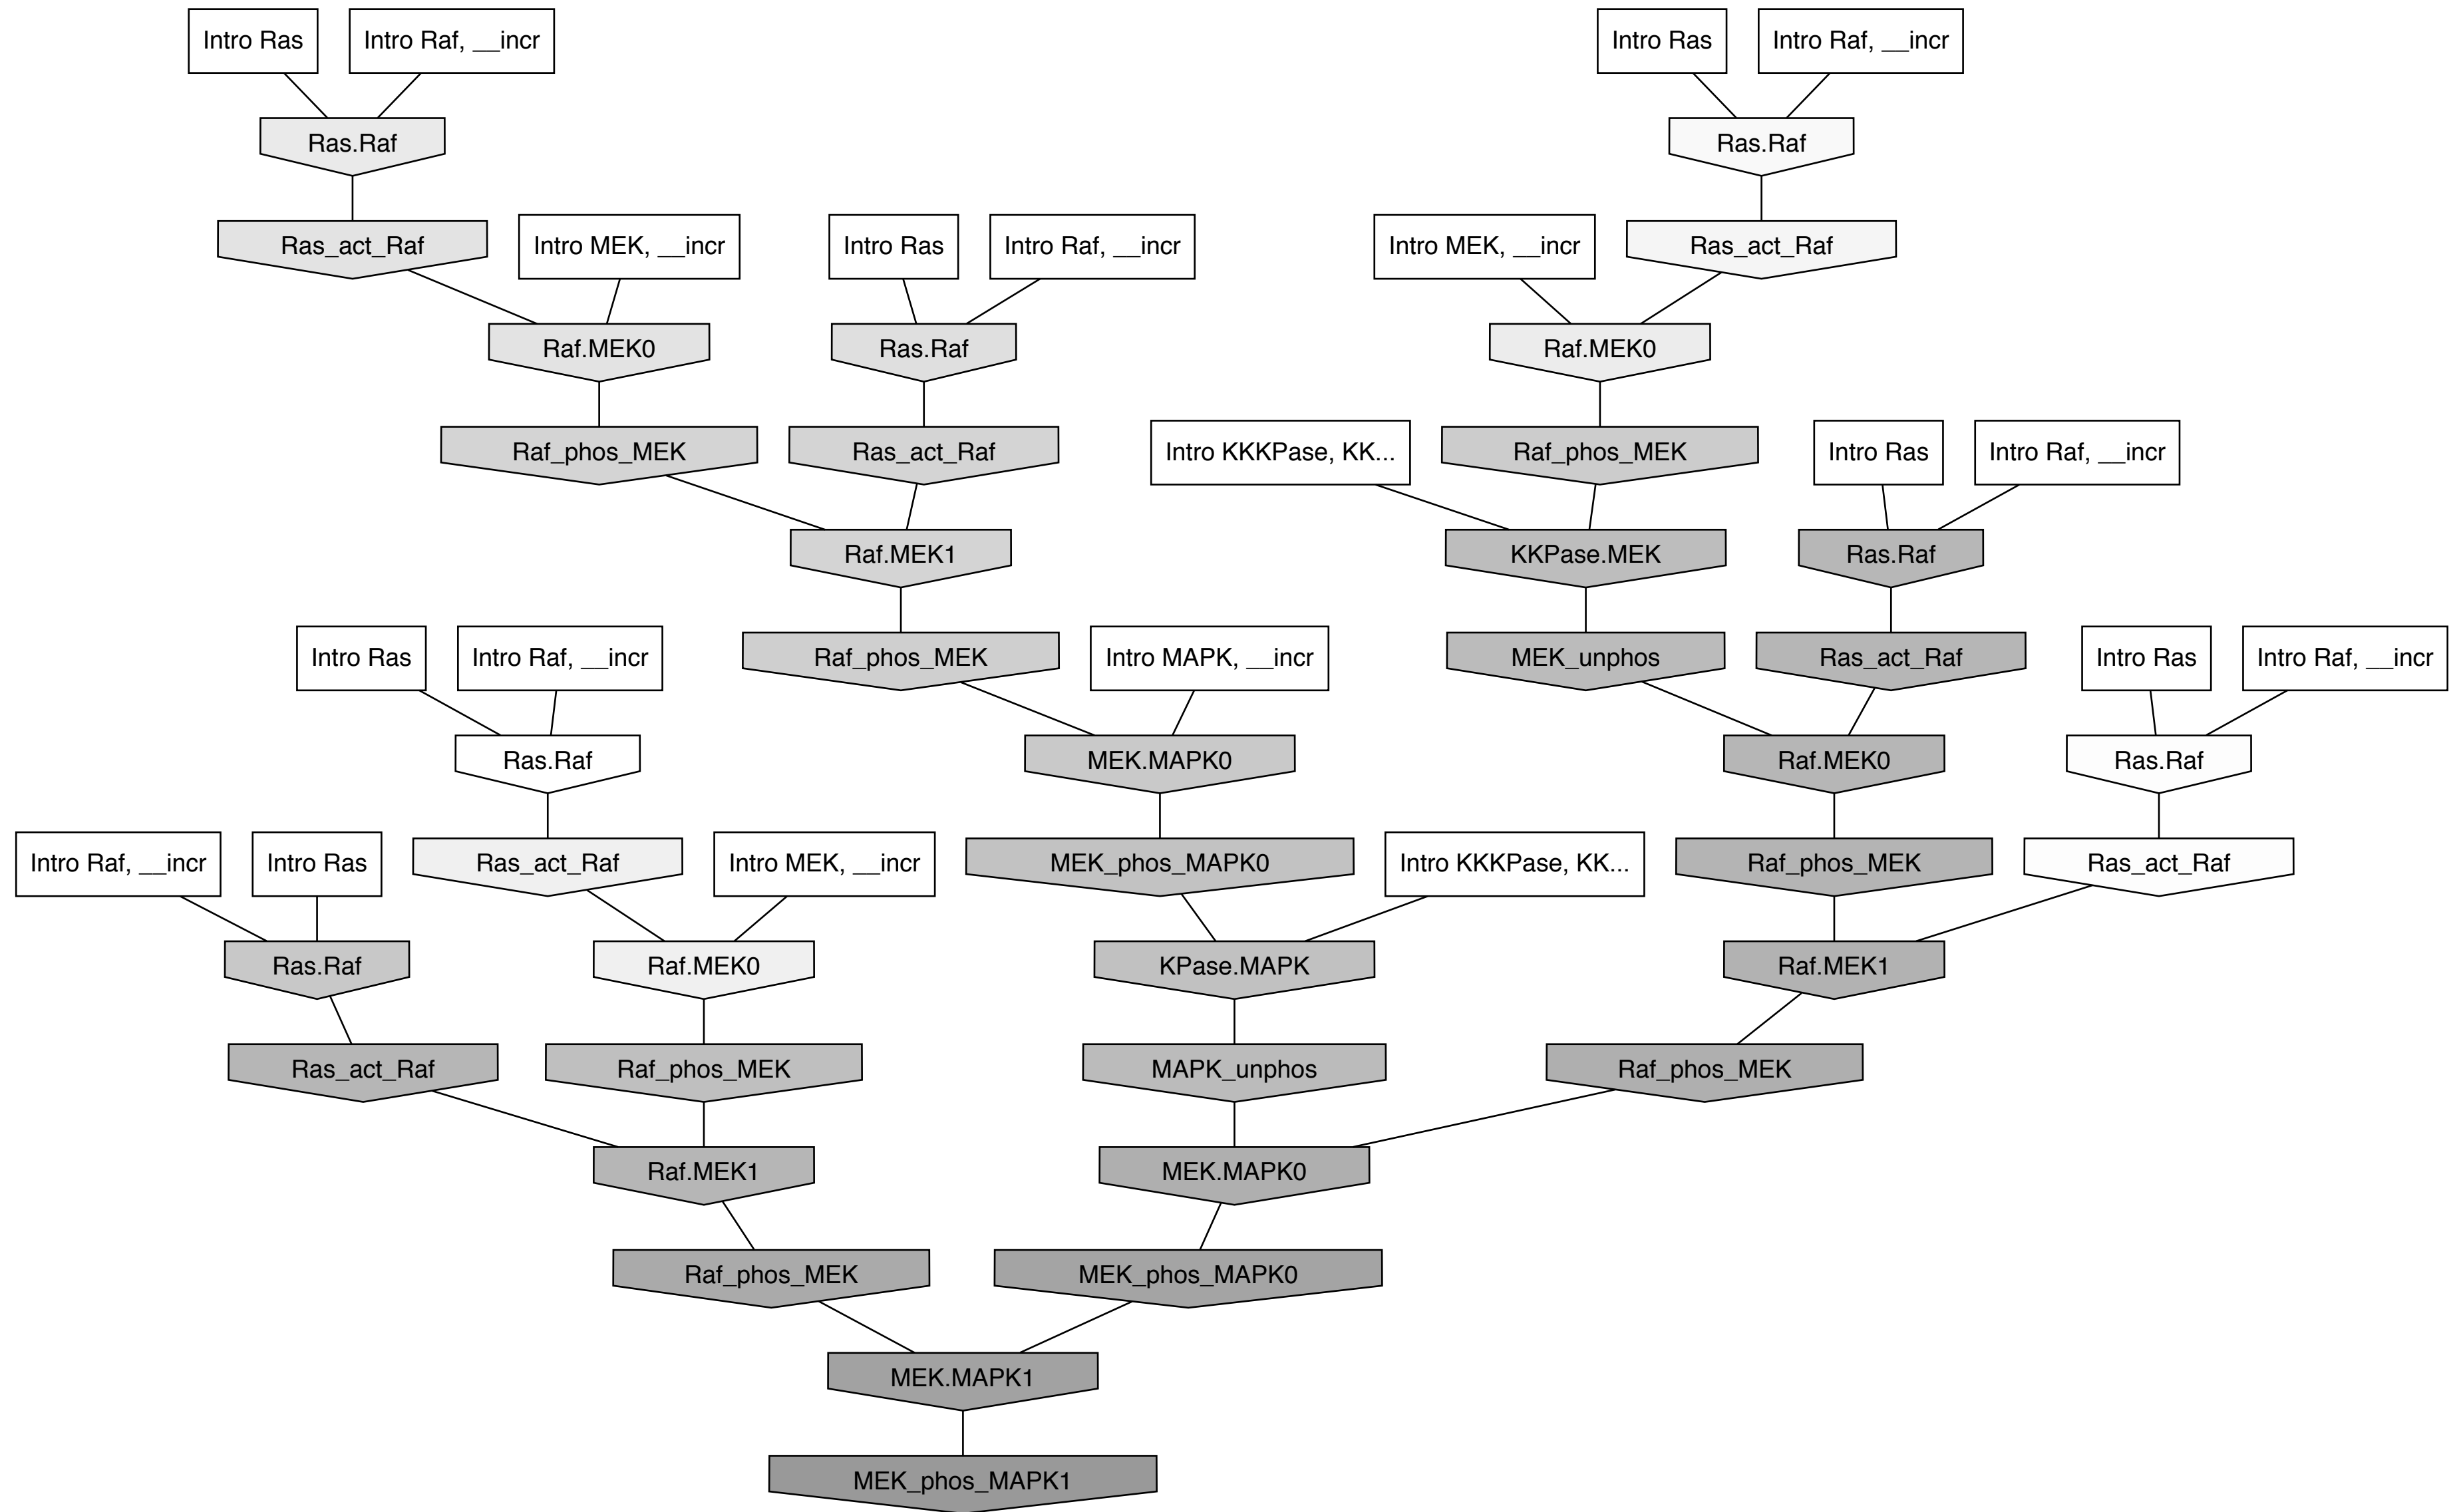 Intro Ras
Intro Raf, __incr
Intro Ras
Intro Raf, __incr
Ras.Raf
Ras.Raf
Ras_act_Raf
Intro MEK, __incr
Intro Ras
Intro Raf, __incr
Intro MEK, __incr
Ras_act_Raf
Raf.MEK0
Ras.Raf
Raf.MEK0
Raf_phos_MEK
Ras_act_Raf
Intro KKKPase, KK...
Raf_phos_MEK
Intro Ras
Intro Raf, __incr
Raf.MEK1
KKPase.MEK
Ras.Raf
Intro Ras
Intro Raf, __incr
Raf_phos_MEK
Intro MAPK, __incr
MEK_unphos
Ras_act_Raf
Intro Ras
Intro Raf, __incr
Ras.Raf
MEK.MAPK0
Raf.MEK0
Ras.Raf
Intro Raf, __incr
Intro Ras
Ras_act_Raf
Intro MEK, __incr
MEK_phos_MAPK0
Intro KKKPase, KK...
Raf_phos_MEK
Ras_act_Raf
Ras.Raf
Raf.MEK0
KPase.MAPK
Raf.MEK1
Ras_act_Raf
Raf_phos_MEK
MAPK_unphos
Raf_phos_MEK
Raf.MEK1
MEK.MAPK0
Raf_phos_MEK
MEK_phos_MAPK0
MEK.MAPK1
MEK_phos_MAPK1